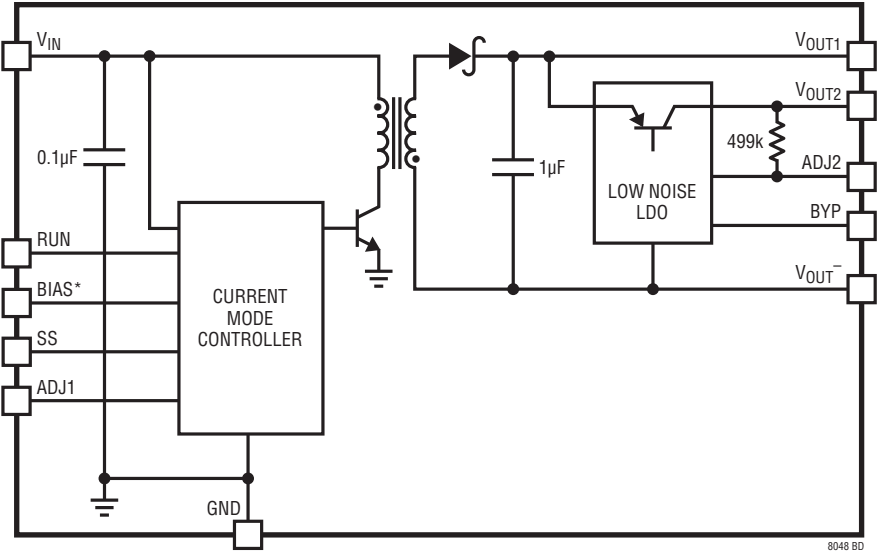 VIN
VOUT1
VOUT2
499k
0.1µF
1µF
ADJ2
LOW NOISE
LDO
BYP
RUN
VOUT–
BIAS*
CURRENT
MODE
CONTROLLER
SS
ADJ1
GND
8048 BD